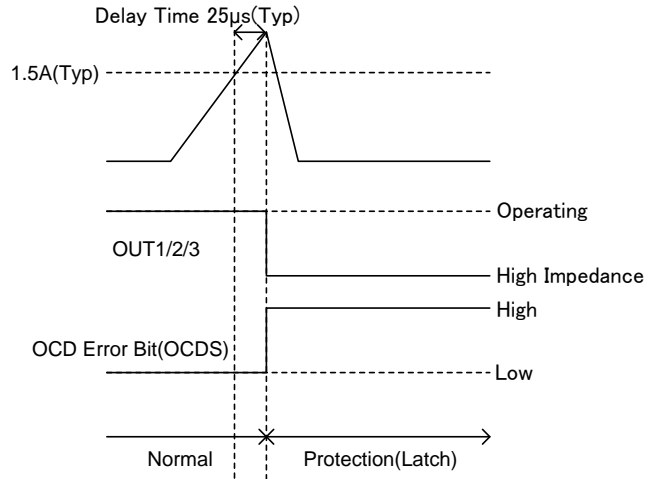 Delay Time 25μs(Typ)
1.5A(Typ)
Operating
OUT1/2/3
High Impedance
High
OCD Error Bit(OCDS)
Low
Normal
Protection(Latch)